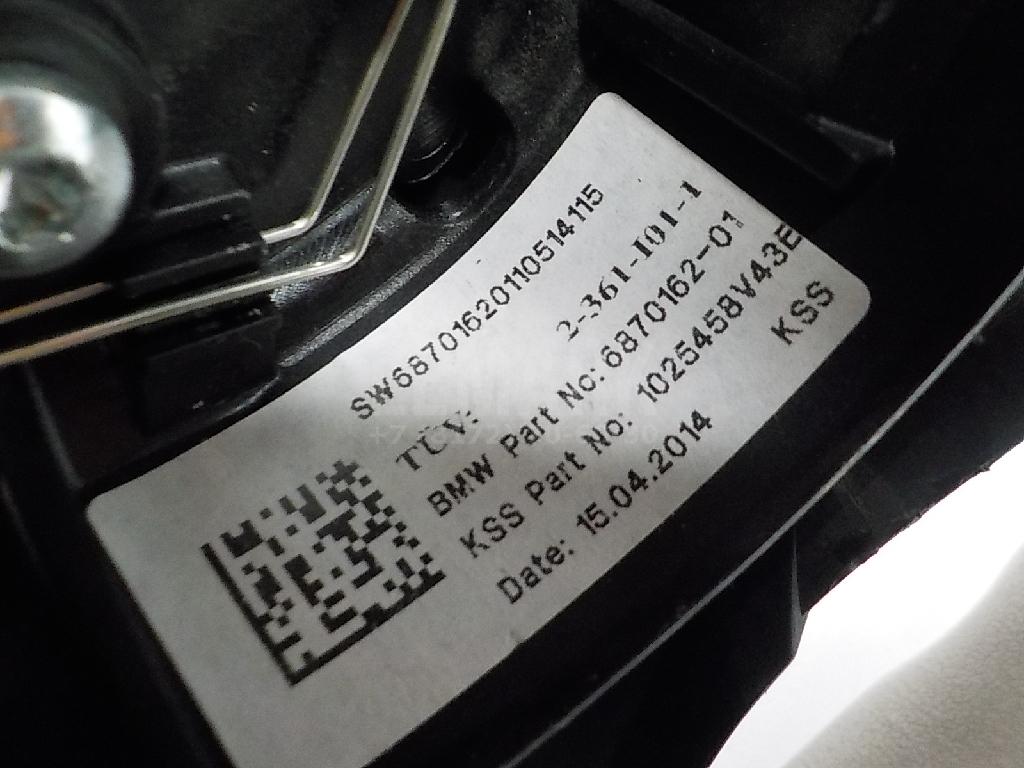 SW68701620110514115
TÜV: 2-361-101-1
BMW Part No: 6870162-01
KSS Part No: 1025458V43E
Date: 15.04.2014 KSS